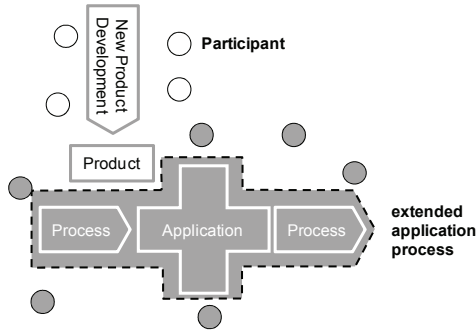 New Product
Development
Participant
Product
Process
Application
Process
extended
application
process